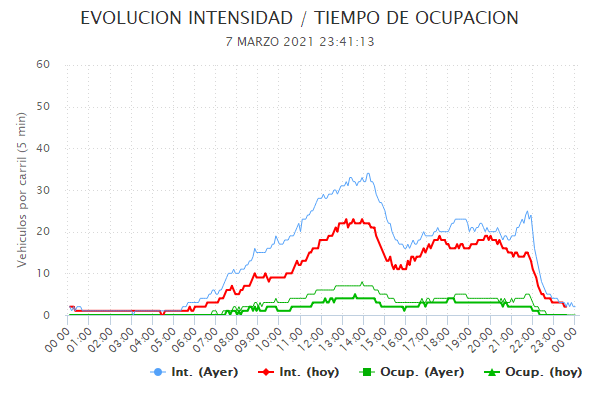 EVOLUCION INTENSIDAD / TIEMPO DE OCUPACION
7 MARZO 2021 23:41:13
Vehiculos por carril (5 min)
60
50
40
30
20
10
0
00:00 01:00 02:00 03:00 04:00 05:00 06:00 07:00 08:00 09:00 10:00 11:00 12:00 13:00 14:00 15:00 16:00 17:00 18:00 19:00 20:00 21:00 22:00 23:00 00:00
Int. (Ayer) Int. (hoy) Ocup. (Ayer) Ocup. (hoy)